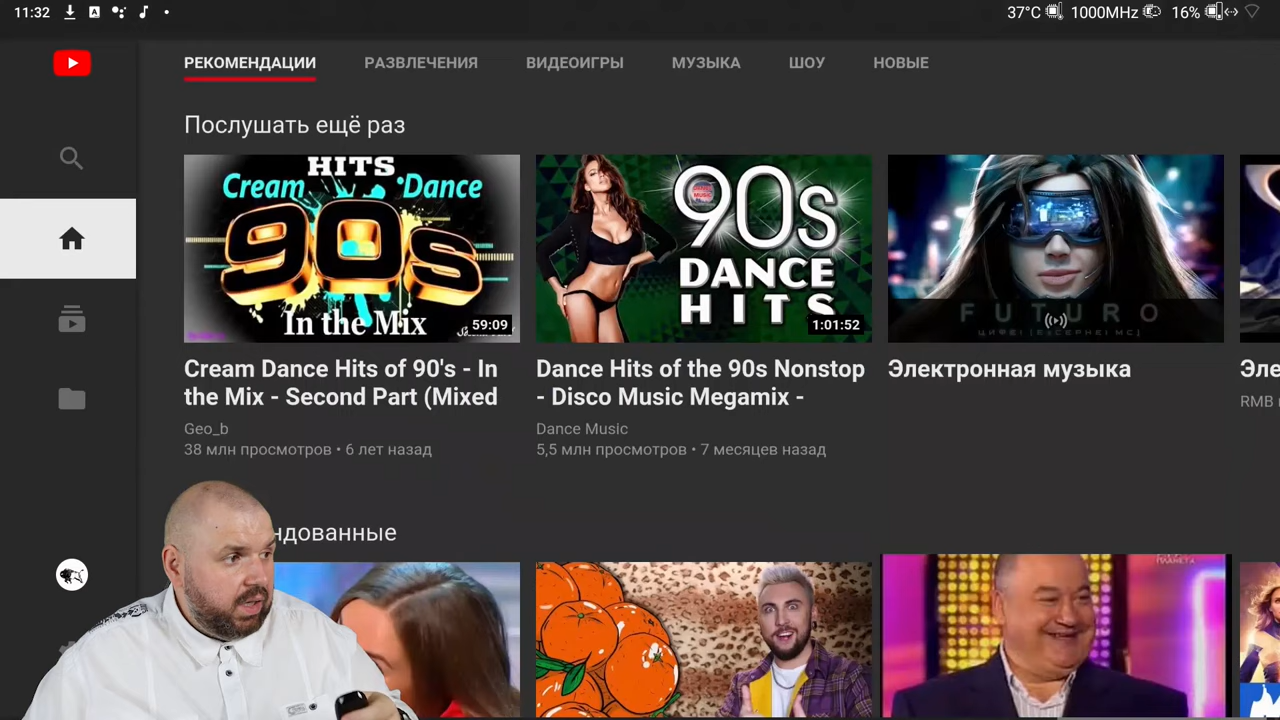 11:32
37°C 1000MHz 16%
РЕКОМЕНДАЦИИ РАЗВЛЕЧЕНИЯ ВИДЕОИГРЫ МУЗЫКА ШОУ НОВЫЕ
Послушать ещё раз
HITS
Cream Dance
90s
In the Mix
59:09
90s
DANCE
HITS
1:01:52
FUTURO
Cream Dance Hits of 90's - In
the Mix - Second Part (Mixed
Geo_b
38 млн просмотров • 6 лет назад
Dance Hits of the 90s Nonstop
- Disco Music Megamix -
Dance Music
5,5 млн просмотров • 7 месяцев назад
Электронная музыка
Эле
RMB
ндованные
ПЛАНЕТА